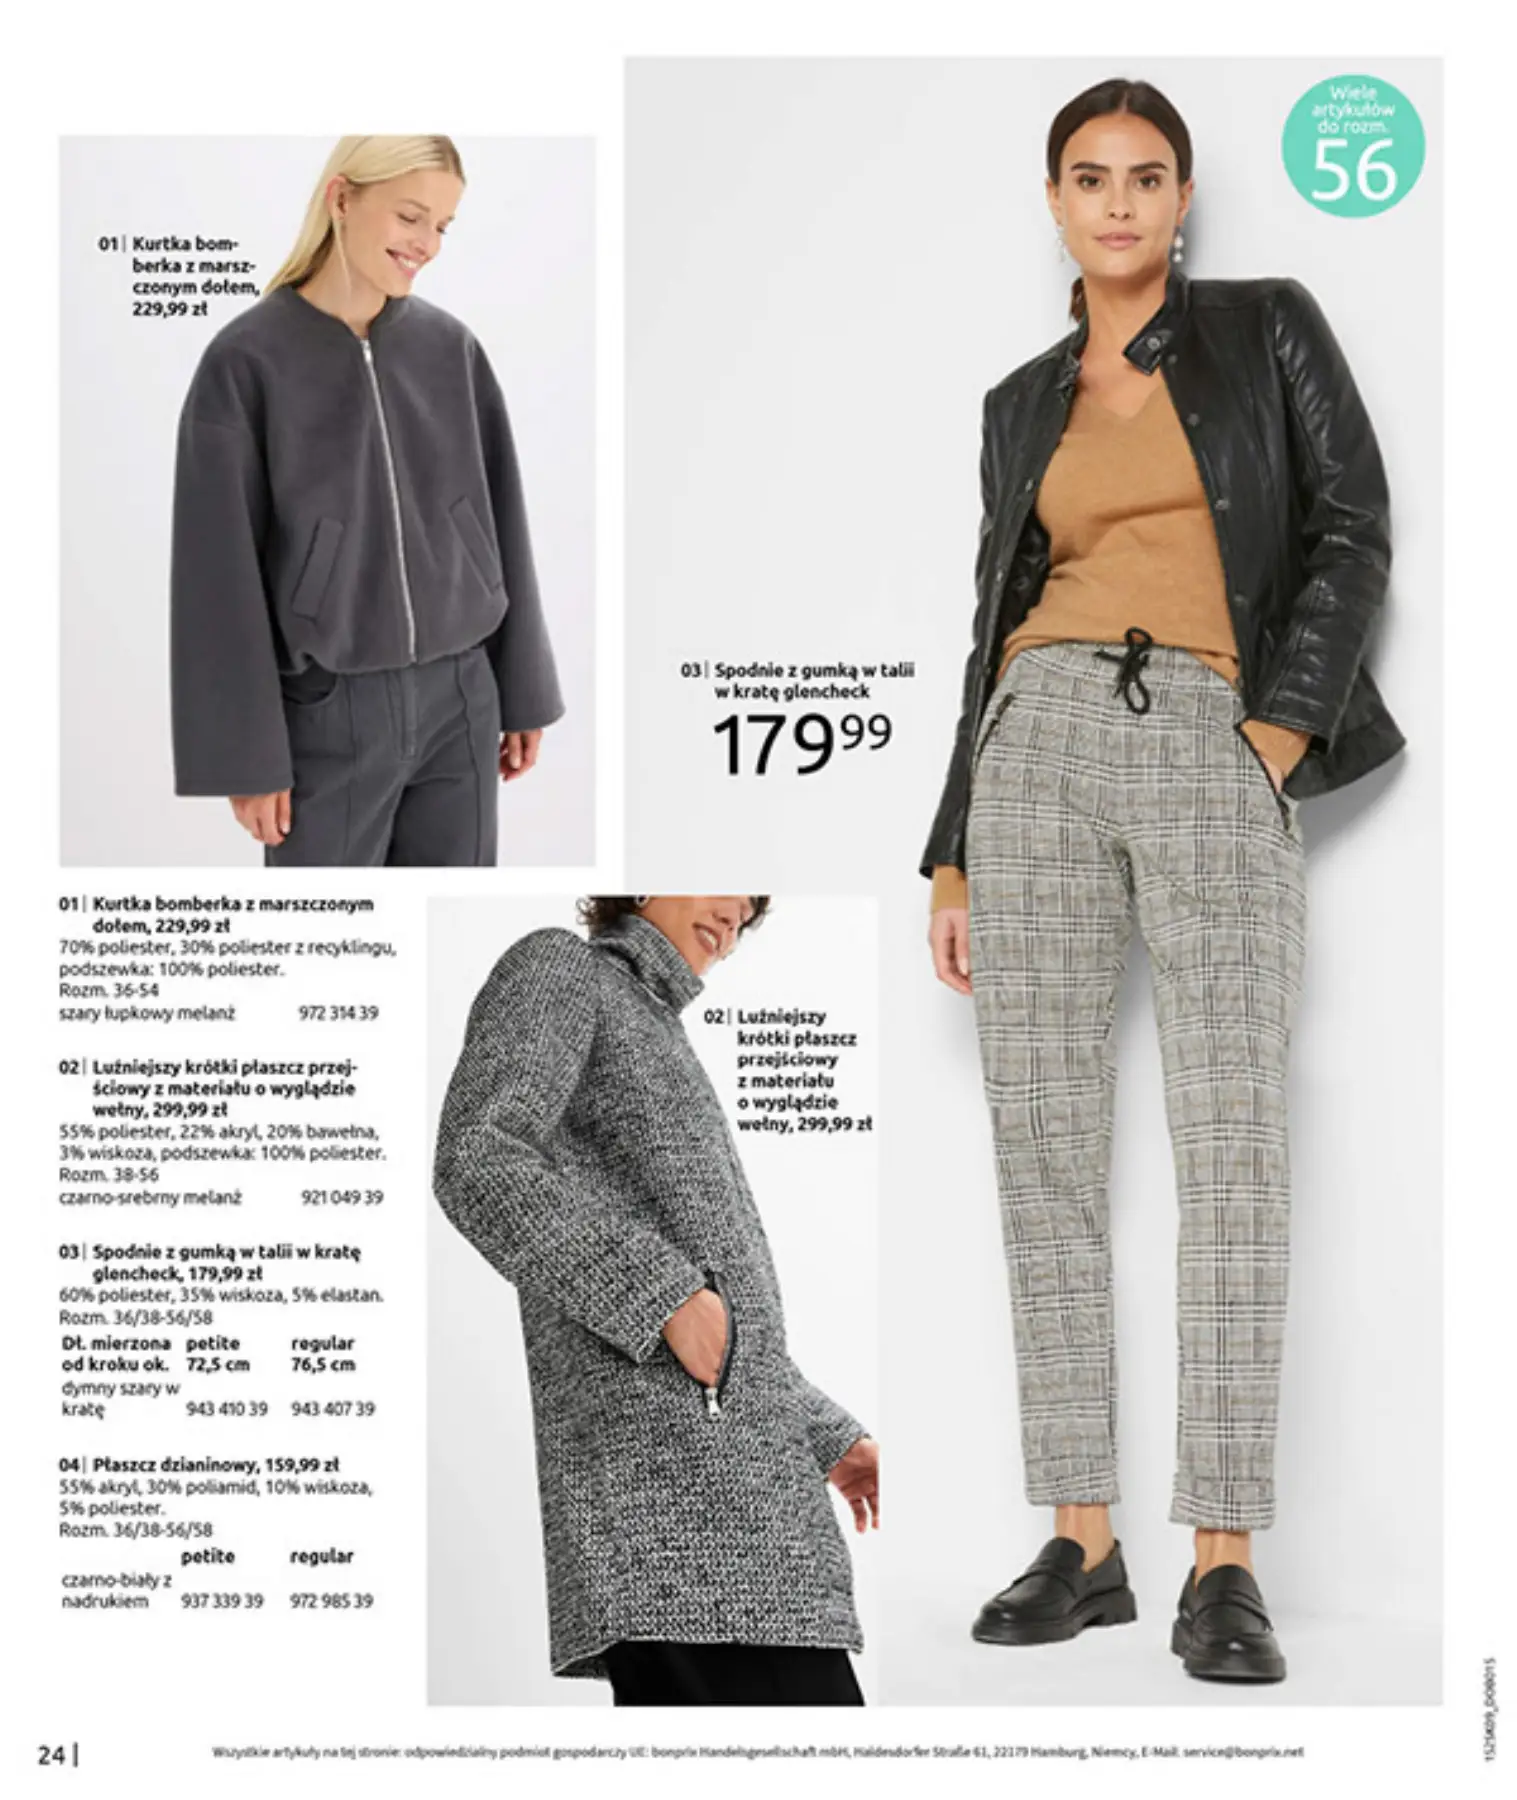 Wiele
artykułów
do rozm.
56
01| Kurtka bom-
berka z marsz-
czonym dołem,
229,99 zł
03| Spodnie z gumką w talii
w kratę glencheck
179⁹⁹
01| Kurtka bomberka z marszczonym
dołem, 229,99 zł
70% poliester, 30% poliester z recyklingu,
podszewka: 100% poliester.
Rozm. 36-54
szary łupkowy melanż 972 314 39
02| Luźniejszy krótki płaszcz przej-
ściowy z materiału o wyglądzie
wełny, 299,99 zł
55% poliester, 22% akryl, 20% bawełna,
3% wiskoza, podszewka: 100% poliester.
Rozm. 38-56
czarno-srebrny melanż 921 049 39
03| Spodnie z gumką w talii w kratę
glencheck, 179,99 zł
60% poliester, 35% wiskoza, 5% elastan.
Rozm. 36/38-56/58
Dł. mierzona petite regular
od kroku ok. 72,5 cm 76,5 cm
dymny szary w
kratę 943 410 39 943 407 39
04| Płaszcz dzianinowy, 159,99 zł
55% akryl, 30% poliamid, 10% wiskoza,
5% poliester.
Rozm. 36/38-56/58
petite regular
czarno-biały z
nadrukiem 937 339 39 972 985 39
02| Luźniejszy
krótki płaszcz
przejściowy
z materiału
o wyglądzie
wełny, 299,99 zł
24|
Wszystkie artykuły na tej stronie: odpowiedzialny podmiot gospodarczy UE: bonprix Handelsgesellschaft mbH, Haldesdorfer Straße 61, 22179 Hamburg, Niemcy, E-Mail: service@bonprix.net
1525K09_DOB015